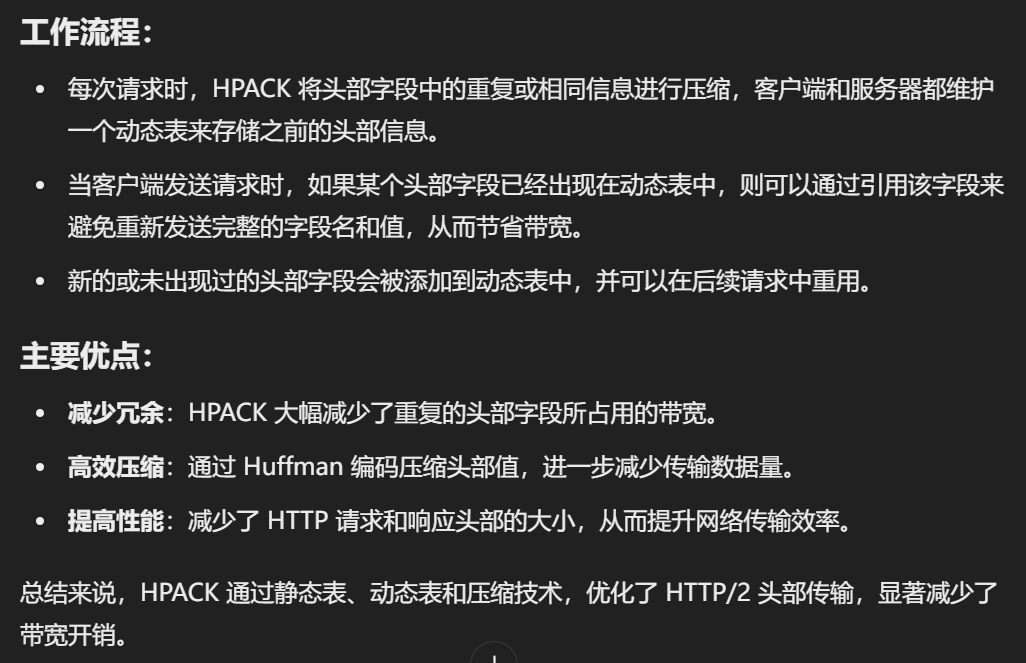 工作流程：
• 每次请求时，HPACK 将头部字段中的重复或相同信息进行压缩，客户端和服务器都维护
一个动态表来存储之前的头部信息。
• 当客户端发送请求时，如果某个头部字段已经出现在动态表中，则可以通过引用该字段来
避免重新发送完整的字段名和值，从而节省带宽。
• 新的或未出现过的头部字段会被添加到动态表中，并可以在后续请求中重用。
主要优点：
• 减少冗余：HPACK 大幅减少了重复的头部字段所占用的带宽。
• 高效压缩：通过 Huffman 编码压缩头部值，进一步减少传输数据量。
• 提高性能：减少了 HTTP 请求和响应头部的大小，从而提升网络传输效率。
总结来说，HPACK 通过静态表、动态表和压缩技术，优化了 HTTP/2 头部传输，显著减少了
带宽开销。